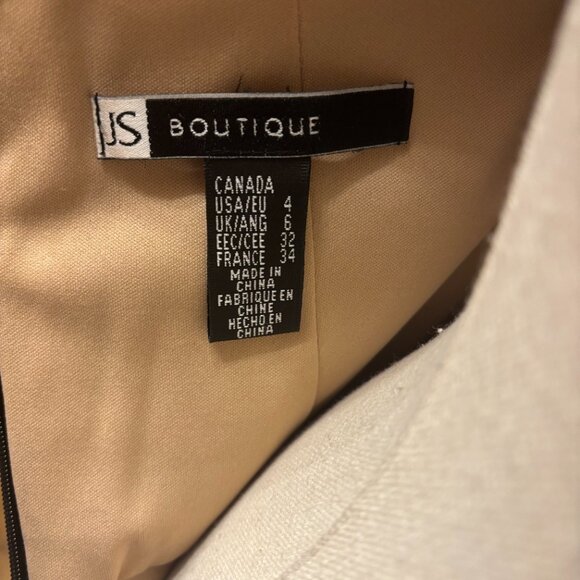 JS BOUTIQUE
CANADA
USA/EU 4
UK/ANG 6
EEC/CEE 32
FRANCE 34
MADE IN
CHINA
FABRIQUE EN
CHINE
HECHO EN
CHINA